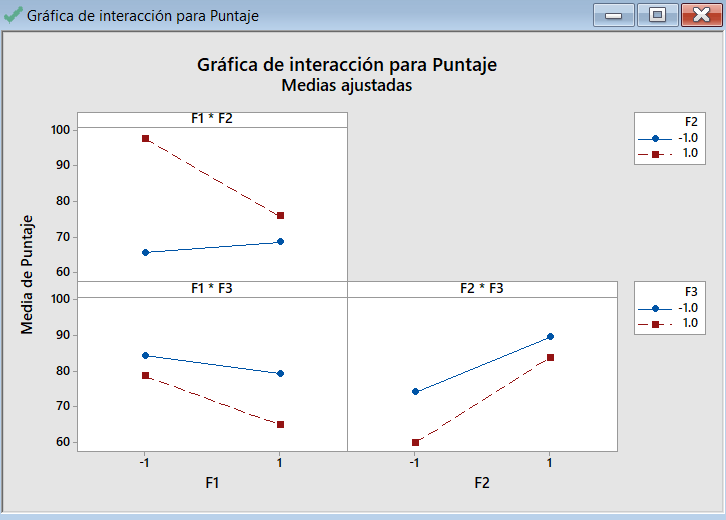 Gráfica de interacción para Puntaje
Gráfica de interacción para Puntaje
Medias ajustadas
F1 * F2
100
90
80
70
60
F2
-1.0
1.0
Media de Puntaje
F1 * F3
F2 * F3
100
90
80
70
60
F3
-1.0
1.0
-1
1
-1
1
F1
F2